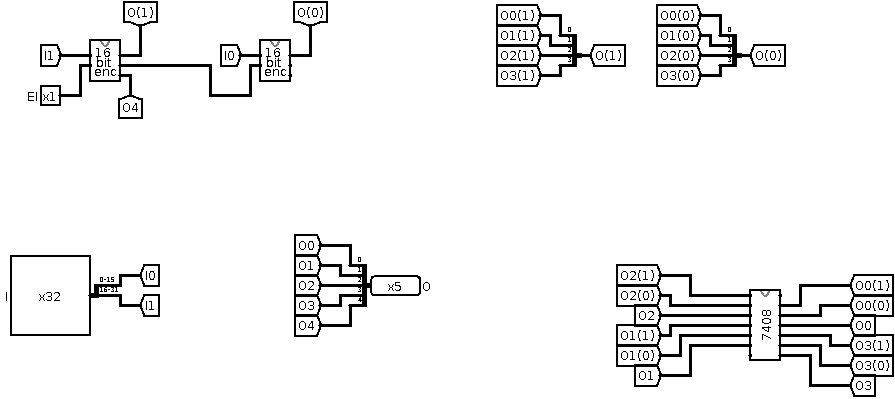 O(1)
O(0)
I1
16
bit
enc
I0
16
bit
enc
EI x1
O4
O0(1)
O1(1)
O2(1)
O3(1)
0
1
2
3
O(1)
O0(0)
O1(0)
O2(0)
O3(0)
0
1
2
3
O(0)
I
x32
0-15
16-31
I0
I1
O0
O1
O2
O3
O4
0
1
2
3
4
x5
O
O2(1)
O2(0)
O2
O1(1)
O1(0)
O1
7408
O0(1)
O0(0)
O0
O3(1)
O3(0)
O3